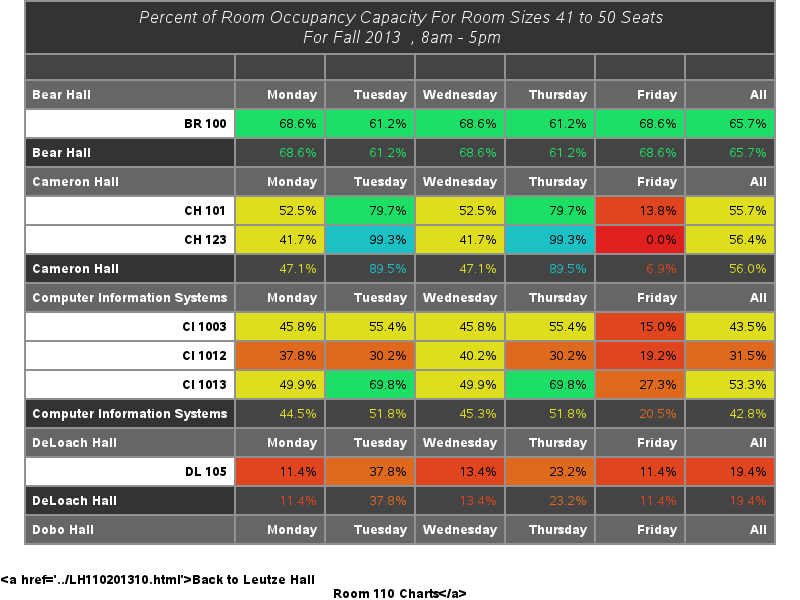 Percent of Room Occupancy Capacity For Room Sizes 41 to 50 Seats
For Fall 2013 , 8am - 5pm
Bear Hall Monday Tuesday Wednesday Thursday Friday All
BR 100 68.6% 61.2% 68.6% 61.2% 68.6% 65.7%
Bear Hall 68.6% 61.2% 68.6% 61.2% 68.6% 65.7%
Cameron Hall Monday Tuesday Wednesday Thursday Friday All
CH 101 52.5% 79.7% 52.5% 79.7% 13.8% 55.7%
CH 123 41.7% 99.3% 41.7% 99.3% 0.0% 56.4%
Cameron Hall 47.1% 89.5% 47.1% 89.5% 6.9% 56.0%
Computer Information Systems Monday Tuesday Wednesday Thursday Friday All
CI 1003 45.8% 55.4% 45.8% 55.4% 15.0% 43.5%
CI 1012 37.8% 30.2% 40.2% 30.2% 19.2% 31.5%
CI 1013 49.9% 69.8% 49.9% 69.8% 27.3% 53.3%
Computer Information Systems 44.5% 51.8% 45.3% 51.8% 20.5% 42.8%
DeLoach Hall Monday Tuesday Wednesday Thursday Friday All
DL 105 11.4% 37.8% 13.4% 23.2% 11.4% 19.4%
DeLoach Hall 11.4% 37.8% 13.4% 23.2% 11.4% 19.4%
Dobo Hall Monday Tuesday Wednesday Thursday Friday All
<a href='../LH110201310.html'>Back to Leutze Hall
Room 110 Charts</a>